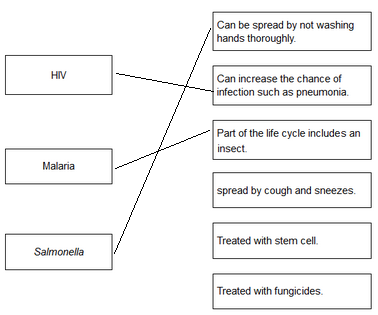 Can be spread by not washing
hands thoroughly.
HIV
Can increase the chance of
infection such as pneumonia.
Part of the life cycle includes an
insect.
Malaria
spread by cough and sneezes.
Salmonella
Treated with stem cell.
Treated with fungicides.